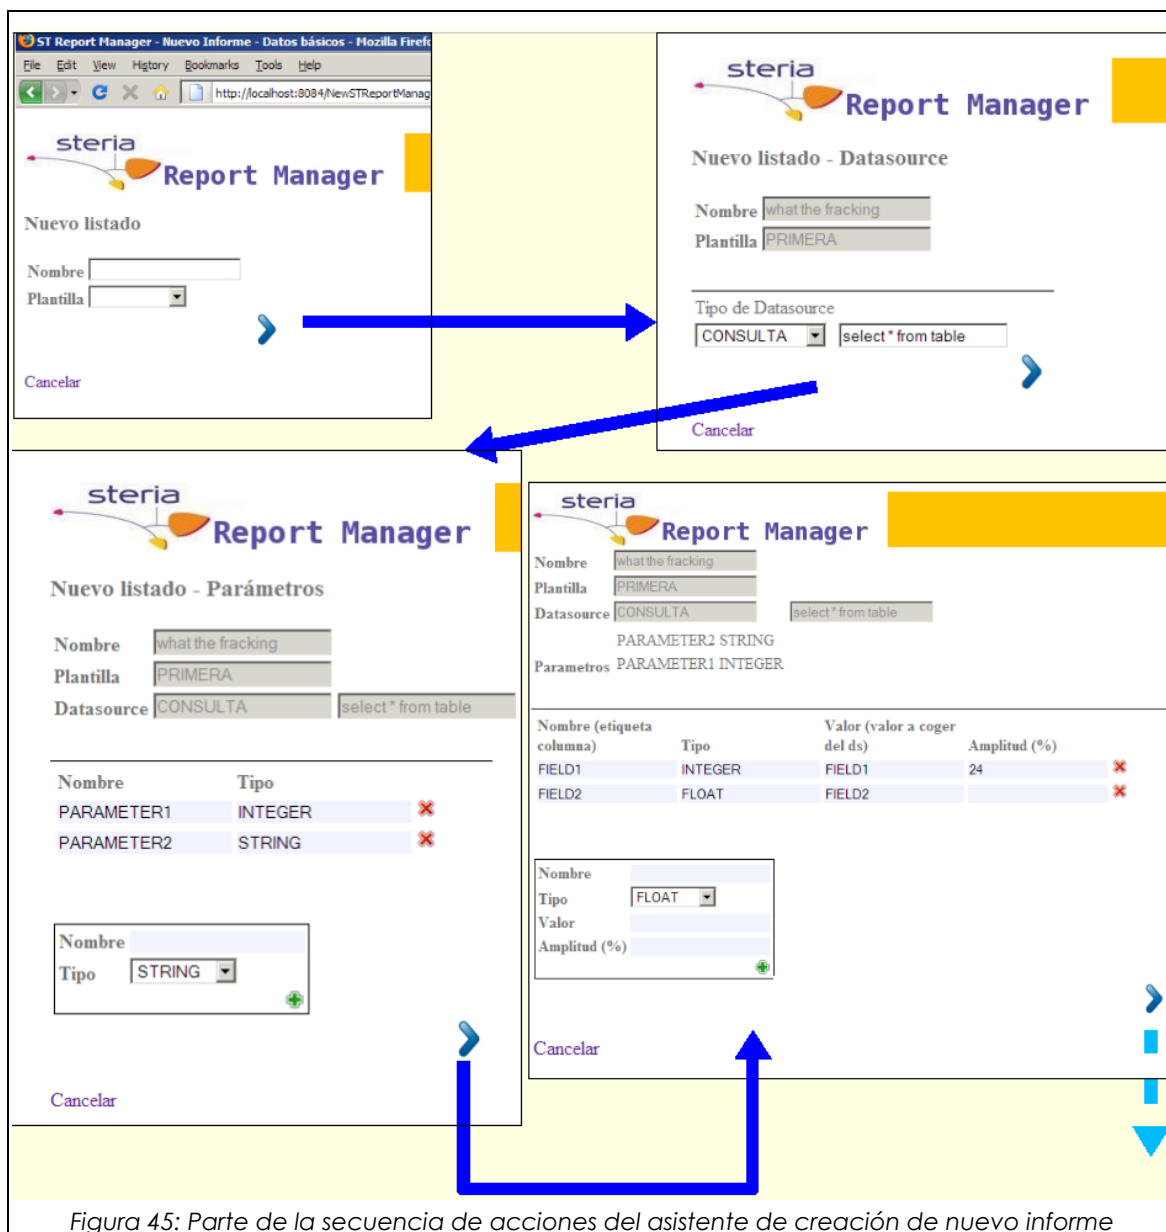 ST Report Manager - Nuevo Informe - Datos básicos - Mozilla Firefo
File Edit View History Bookmarks Tools Help
http://localhost:8084/NewSTReportManag
steria
Report Manager
Nuevo listado
Nombre
Plantilla
Cancelar
steria
Report Manager
Nuevo listado - Datasource
Nombre what the fracking
Plantilla PRIMERA
Tipo de Datasource
CONSULTA select * from table
Cancelar
steria
Report Manager
Nuevo listado - Parámetros
Nombre what the fracking
Plantilla PRIMERA
Datasource CONSULTA select * from table
Nombre Tipo
PARAMETER1 INTEGER
PARAMETER2 STRING
Nombre
Tipo STRING
Cancelar
steria
Report Manager
Nombre what the fracking
Plantilla PRIMERA
Datasource CONSULTA select * from table
PARAMETER2 STRING
Parametros PARAMETER1 INTEGER
Nombre (etiqueta Valor (valor a coger
columna) Tipo del ds) Amplitud (%)
FIELD1 INTEGER FIELD1 24
FIELD2 FLOAT FIELD2
Nombre
Tipo FLOAT
Valor
Amplitud (%)
Cancelar
Figura 45: Parte de la secuencia de acciones del asistente de creación de nuevo informe